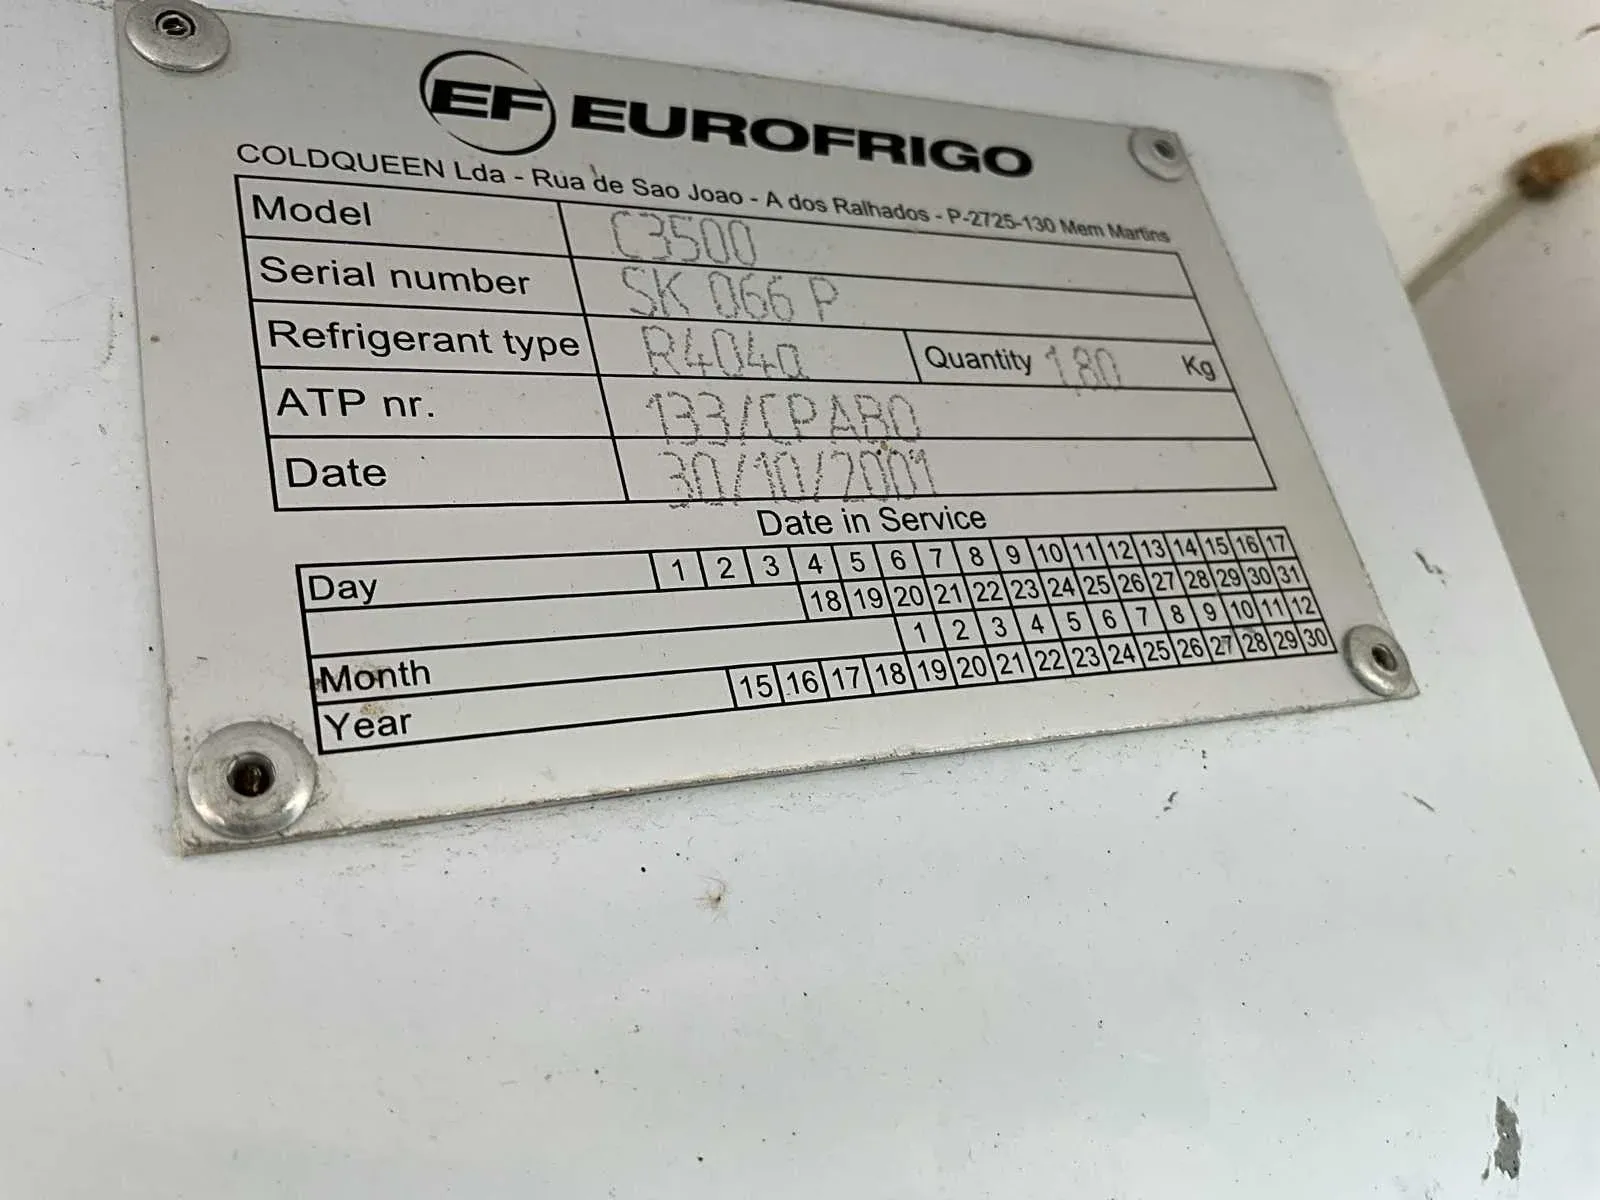 EF EUROFRIGO
COLDQUEEN Lda - Rua de Sao Joao - A dos Ralhados - P-2725-130 Mem Martins
Model C3500
Serial number SK 066 P
Refrigerant type R404a Quantity 1,80 Kg
ATP nr. 133/CPABO
Date 30/10/2001
Date in Service
Day 1 2 3 4 5 6 7 8 9 10 11 12 13 14 15 16 17
18 19 20 21 22 23 24 25 26 27 28 29 30 31
Month 1 2 3 4 5 6 7 8 9 10 11 12
Year 15 16 17 18 19 20 21 22 23 24 25 26 27 28 29 30